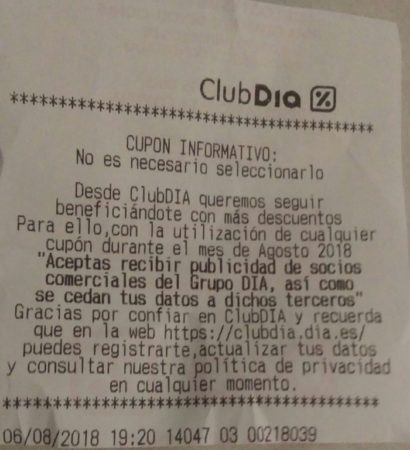 ClubDIA %
****************************************
CUPON INFORMATIVO:
No es necesario seleccionarlo
Desde ClubDIA queremos seguir
beneficiándote con más descuentos
Para ello,con la utilización de cualquier
cupón durante el mes de Agosto 2018
"Aceptas recibir publicidad de socios
comerciales del Grupo DIA, así como
se cedan tus datos a dichos terceros"
Gracias por confiar en ClubDIA y recuerda
que en la web https://clubdia.dia.es/
puedes registrarte,actualizar tus datos
y consultar nuestra política de privacidad
en cualquier momento.
****************************************
06/08/2018 19:20 14047 03 00218039